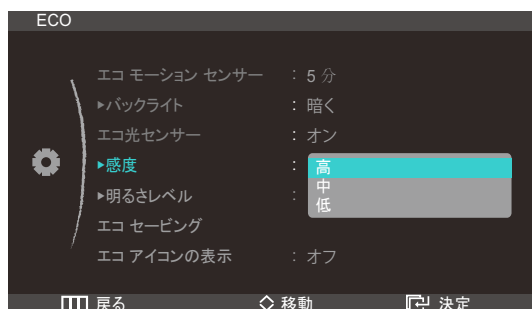 ECO
エコ モーション センサー : 5 分
▸バックライト : 暗く
エコ光センサー : オン
▸感度 : 高
中
低
▸明るさレベル :
エコ セービング
エコ アイコンの表示 : オフ
戻る 移動 決定